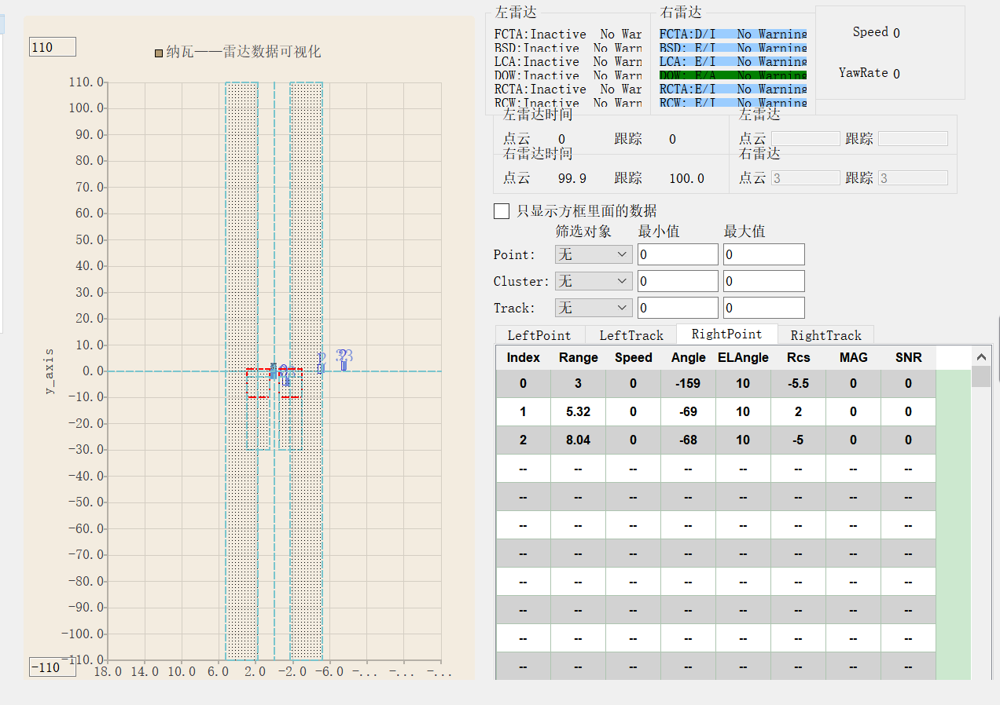 110
纳瓦——雷达数据可视化
110.0
100.0
90.0
80.0
70.0
60.0
50.0
40.0
30.0
20.0
10.0
0.0
-10.0
-20.0
-30.0
-40.0
-50.0
-60.0
-70.0
-80.0
-90.0
-100.0
-110.0
y_axis
-110
18.0 14.0 10.0 6.0 2.0 -2.0 -6.0 -... -... -...
左雷达
FCTA:Inactive No War
BSD:Inactive No Warn
LCA:Inactive No Warn
DOW:Inactive No Warn
RCTA:Inactive No War
RCW:Inactive No Warn
右雷达
FCTA:D/I No Warning
BSD: E/I No Warning
LCA: E/I No Warning
DOW: E/A No Warning
RCTA:E/I No Warning
RCW: E/I No Warning
Speed 0
YawRate 0
左雷达时间
点云 0 跟踪 0
右雷达时间
点云 99.9 跟踪 100.0
左雷达
点云 跟踪
右雷达
点云 3 跟踪 3
只显示方框里面的数据
筛选对象 最小值 最大值
Point: 无 0 0
Cluster: 无 0 0
Track: 无 0 0
LeftPoint LeftTrack RightPoint RightTrack
Index Range Speed Angle ELAngle Rcs MAG SNR
0 3 0 -159 10 -5.5 0 0
1 5.32 0 -69 10 2 0 0
2 8.04 0 -68 10 -5 0 0
-- -- -- -- -- -- -- --
-- -- -- -- -- -- -- --
-- -- -- -- -- -- -- --
-- -- -- -- -- -- -- --
-- -- -- -- -- -- -- --
-- -- -- -- -- -- -- --
-- -- -- -- -- -- -- --
-- -- -- -- -- -- -- --